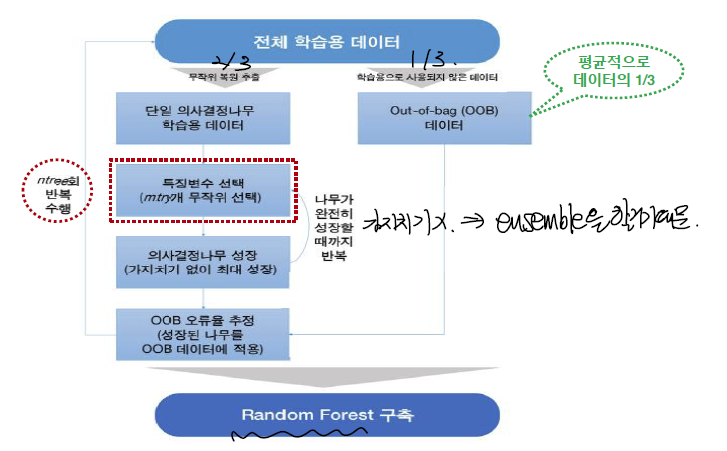 전체 학습용 데이터
2/3
1/3.
무작위 복원 추출
학습용으로 사용되지 않은 데이터
평균적으로
데이터의 1/3
단일 의사결정나무
학습용 데이터
Out-of-bag (OOB)
데이터
ntree회
반복
수행
특징변수 선택
(mtry개 무작위 선택)
나무가
완전히
성장할
때까지
반복
가지치기 X. → ensemble을 할거기때문.
의사결정나무 성장
(가지치기 없이 최대 성장)
OOB 오류율 추정
(성장된 나무를
OOB 데이터에 적용)
Random Forest 구축